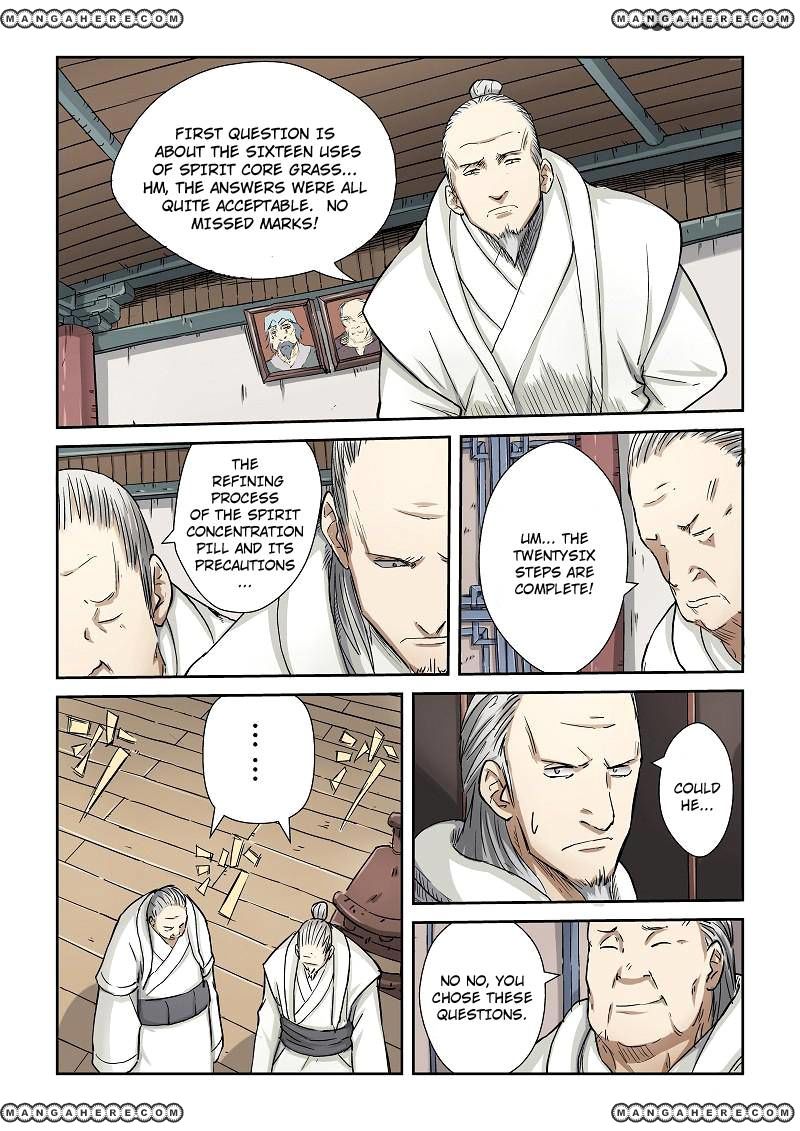 MANGAHERE.COM
MANGAHERE.COM
FIRST QUESTION IS
ABOUT THE SIXTEEN USES
OF SPIRIT CORE GRASS...
HM, THE ANSWERS WERE ALL
QUITE ACCEPTABLE. NO
MISSED MARKS!
THE
REFINING
PROCESS
OF THE SPIRIT
CONCENTRATION
PILL AND ITS
PRECAUTIONS
...
UM... THE
TWENTYSIX
STEPS ARE
COMPLETE!
......
COULD
HE...
NO NO, YOU
CHOSE THESE
QUESTIONS.
MANGAHERE.COM
MANGAHERE.COM